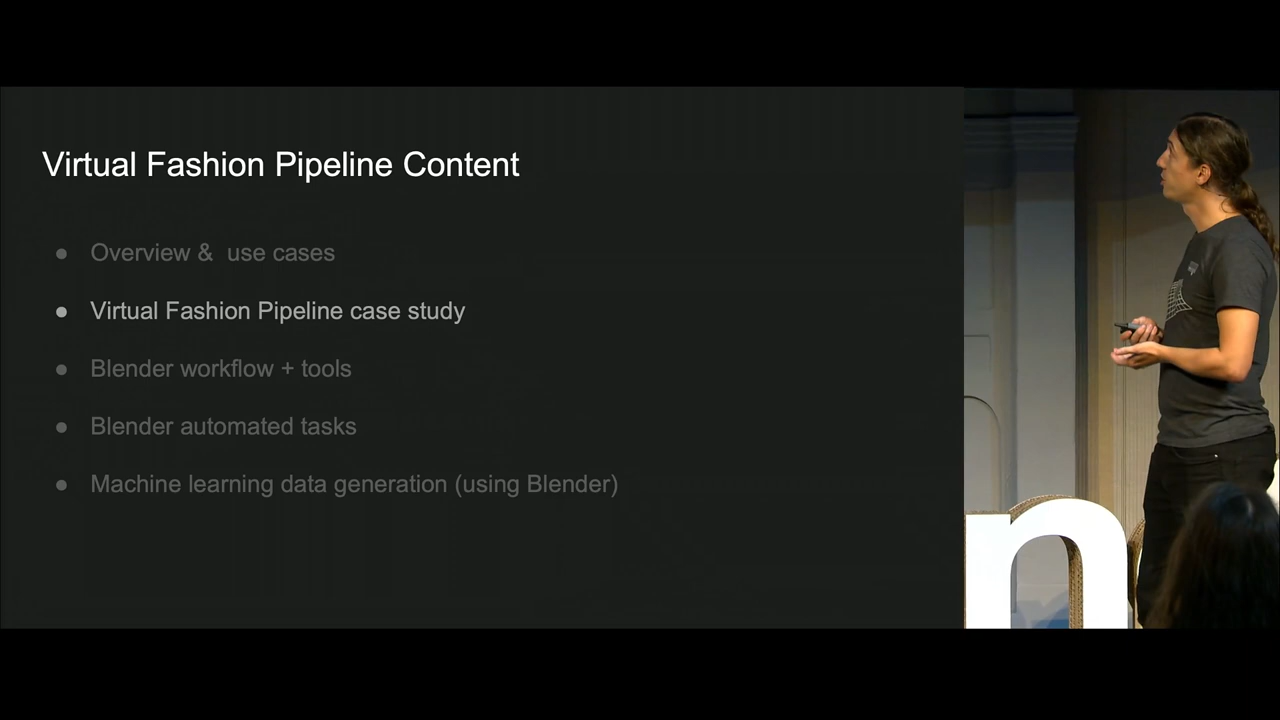 Virtual Fashion Pipeline Content
● Overview &  use cases
● Virtual Fashion Pipeline case study
● Blender workflow + tools
● Blender automated tasks
● Machine learning data generation (using Blender)
n